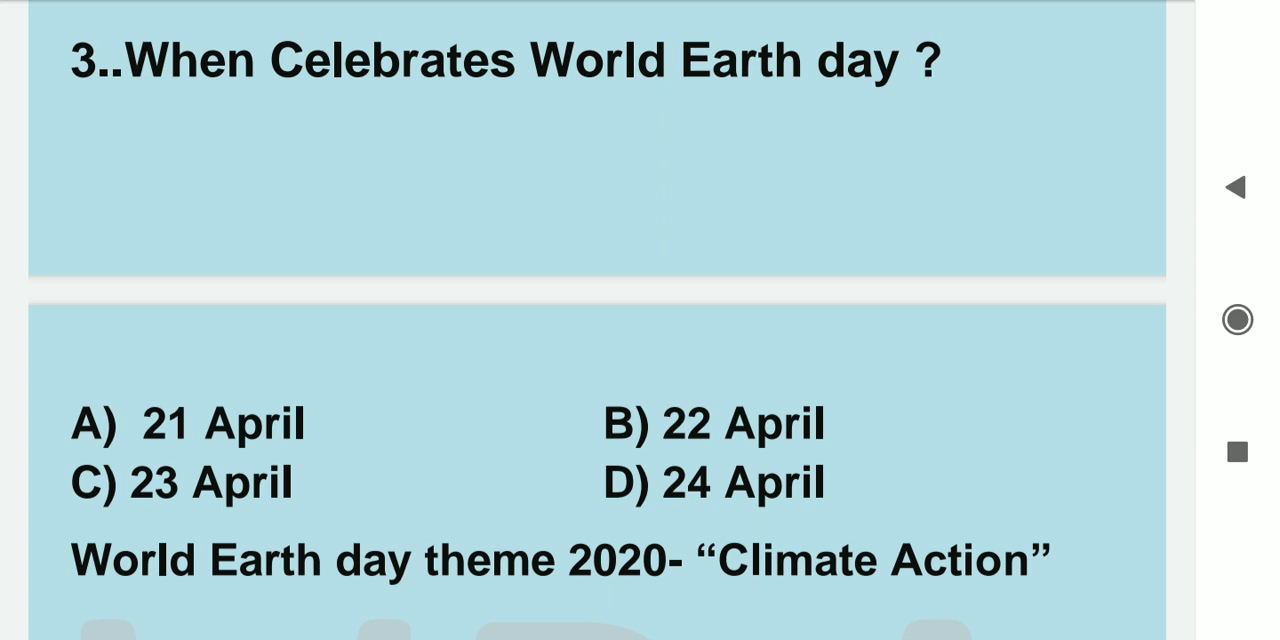 3..When Celebrates World Earth day ?
A) 21 April B) 22 April
C) 23 April D) 24 April
World Earth day theme 2020- “Climate Action”